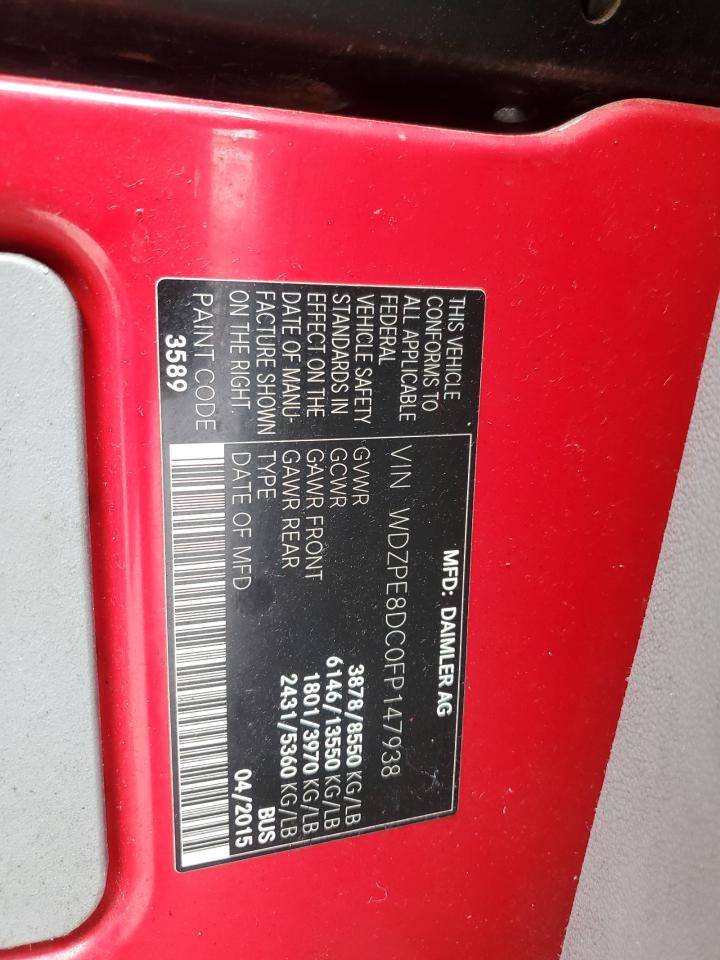 THIS VEHICLE
CONFORMS TO
ALL APPLICABLE
FEDERAL
VEHICLE SAFETY
STANDARDS IN
EFFECT ON THE
DATE OF MANU-
FACTURE SHOWN
ON THE RIGHT.
PAINT CODE
3589
MFD: DAIMLER AG
VIN WDZPE8DC0FP147938
GVWR 3878/8550 KG/LB
GCWR 6146/13550 KG/LB
GAWR FRONT 1801/3970 KG/LB
GAWR REAR 2431/5360 KG/LB
TYPE BUS
DATE OF MFD 04/2015